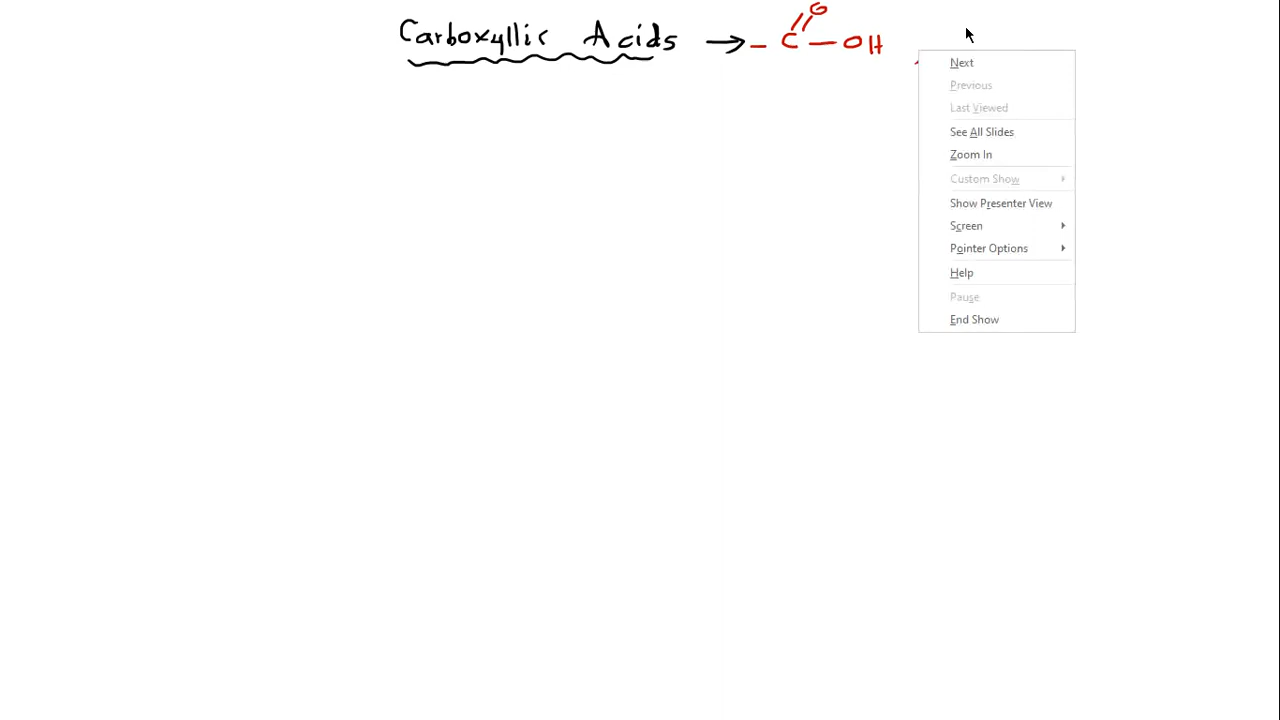 Carboxyllic Acids → - C - OH
O
Next
Previous
Last Viewed
See All Slides
Zoom In
Custom Show
Show Presenter View
Screen
Pointer Options
Help
Pause
End Show